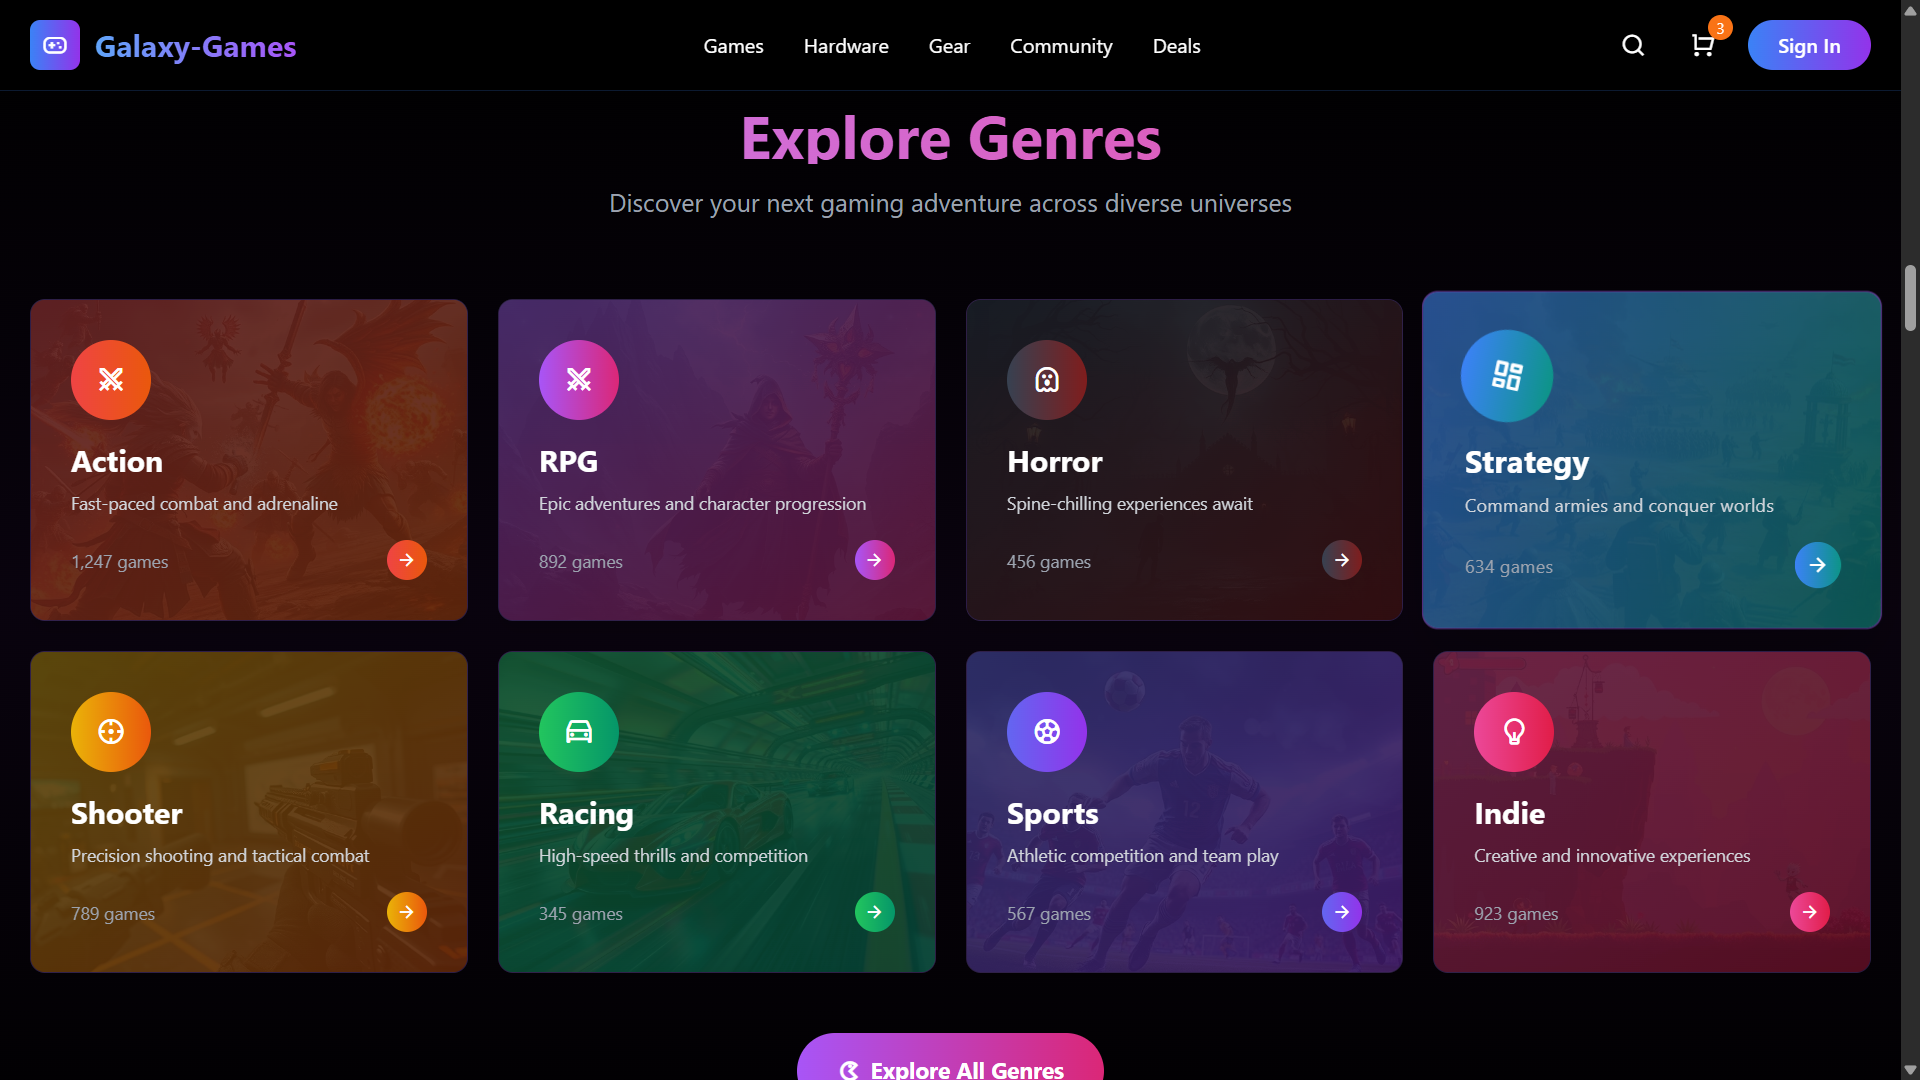 Galaxy-Games
Games
Hardware
Gear
Community
Deals
3
Sign In
Explore Genres
Discover your next gaming adventure across diverse universes
Action
Fast-paced combat and adrenaline
1,247 games
RPG
Epic adventures and character progression
892 games
Horror
Spine-chilling experiences await
456 games
Strategy
Command armies and conquer worlds
634 games
Shooter
Precision shooting and tactical combat
789 games
Racing
High-speed thrills and competition
345 games
Sports
12
Athletic competition and team play
567 games
Indie
Creative and innovative experiences
923 games
Explore All Genres